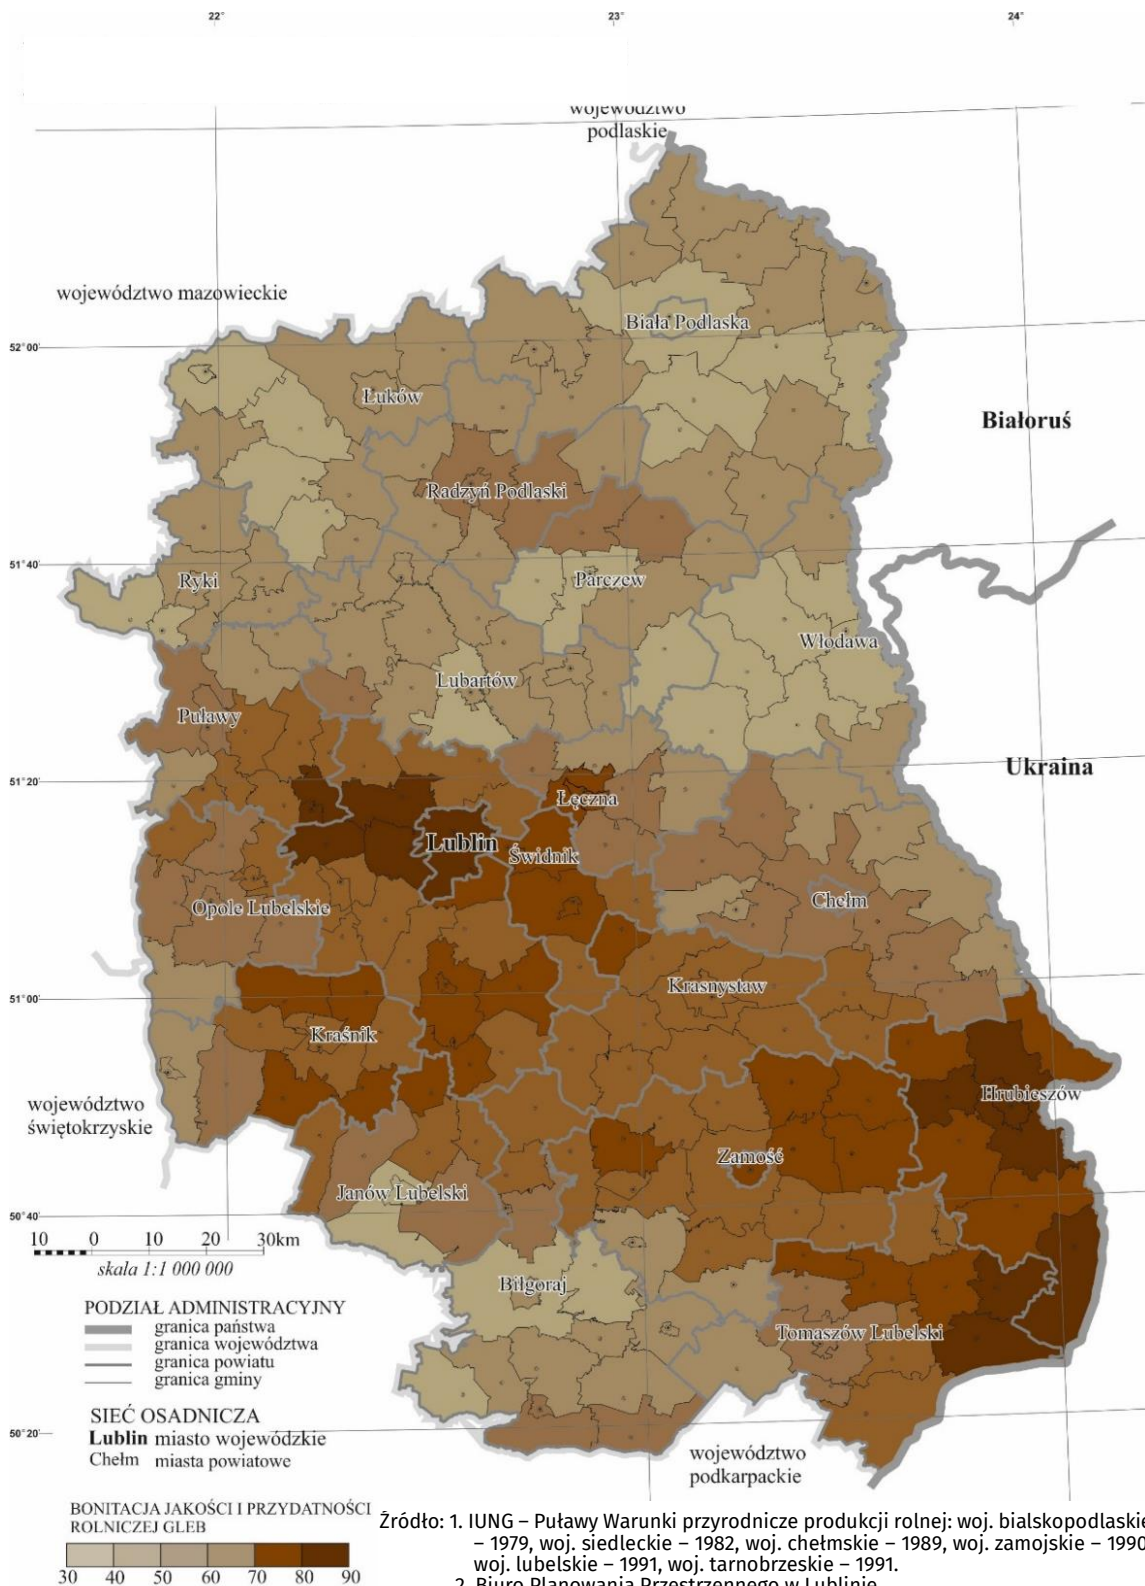 22°
23°
24°
województwo
podlaskie
województwo mazowieckie
Biała Podlaska
52°00'
Łuków
Białoruś
Radzyń Podlaski
51°40'
Ryki
Parczew
Włodawa
Lubartów
Puławy
Ukraina
51°20'
Łęczna
Lublin
Świdnik
Chełm
Opole Lubelskie
Krasnystaw
51°00'
Kraśnik
Hrubieszów
województwo
świętokrzyskie
Zamość
Janów Lubelski
50°40'
10 0 10 20 30km
skala 1:1 000 000
Biłgoraj
Tomaszów Lubelski
PODZIAŁ ADMINISTRACYJNY
granica państwa
granica województwa
granica powiatu
granica gminy
SIEĆ OSADNICZA
Lublin miasto wojewódzkie
Chełm miasta powiatowe
50°20'
województwo
podkarpackie
BONITACJA JAKOŚCI I PRZYDATNOŚCI
ROLNICZEJ GLEB
30 40 50 60 70 80 90
Źródło: 1. IUNG – Puławy Warunki przyrodnicze produkcji rolnej: woj. bialskopodlaskie
– 1979, woj. siedleckie – 1982, woj. chełmskie – 1989, woj. zamojskie – 1990
woj. lubelskie – 1991, woj. tarnobrzeskie – 1991.
2. Biuro Planowania Przestrzennego w Lublinie